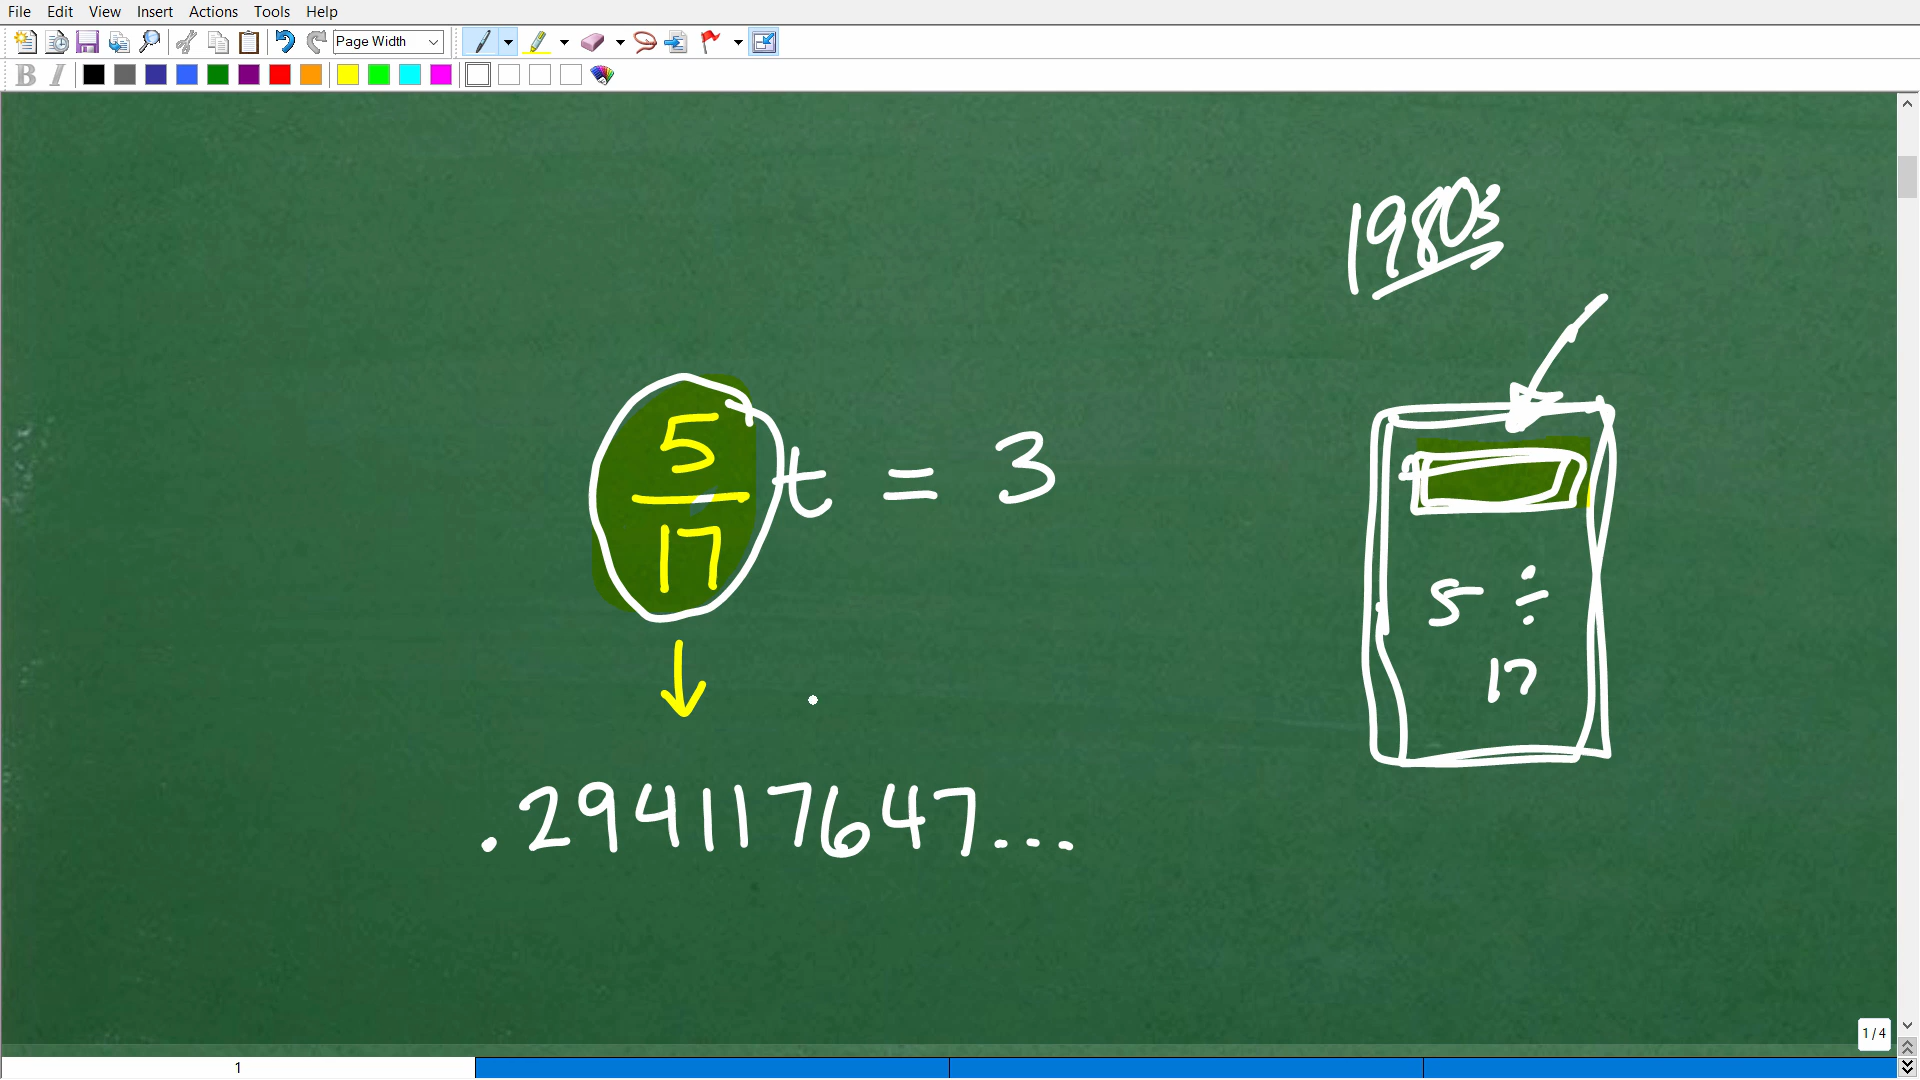 File Edit View Insert Actions Tools Help
Page Width
B I
1980s
5/17 t = 3
5 ÷
17
.294117647...
1 / 4
1